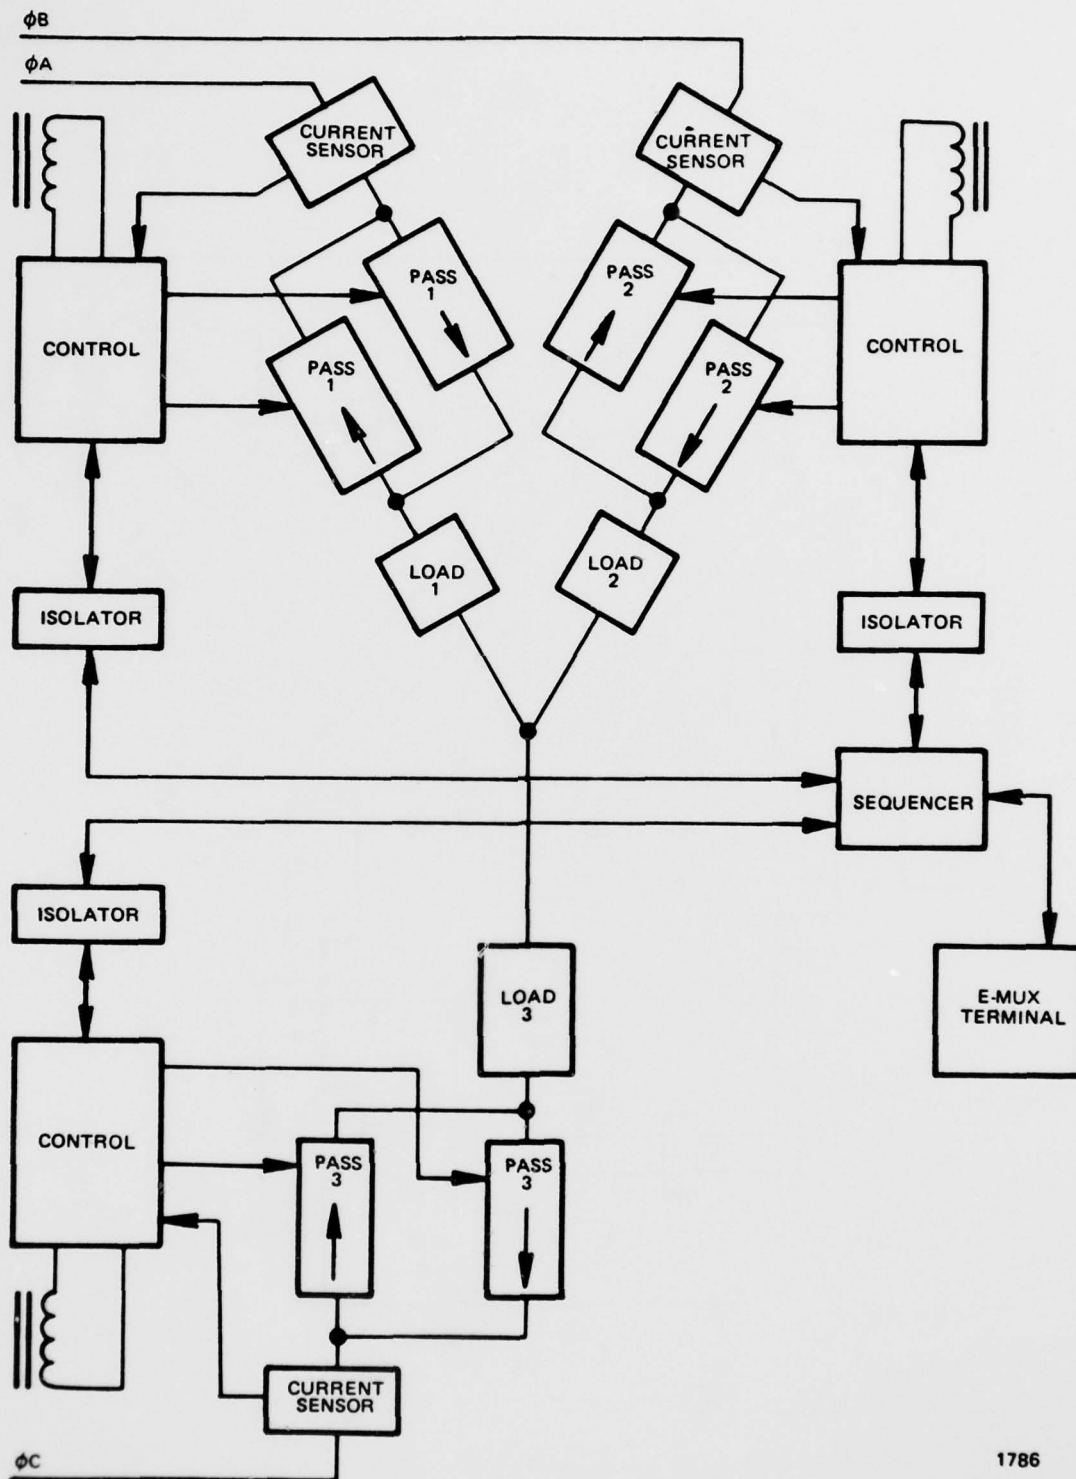 ϕB
ϕA
CURRENT
SENSOR
CURRENT
SENSOR
PASS
1
PASS
2
CONTROL
PASS
1
PASS
2
CONTROL
LOAD
1
LOAD
2
ISOLATOR
ISOLATOR
SEQUENCER
ISOLATOR
LOAD
3
E-MUX
TERMINAL
CONTROL
PASS
3
PASS
3
CURRENT
SENSOR
ϕC
1786